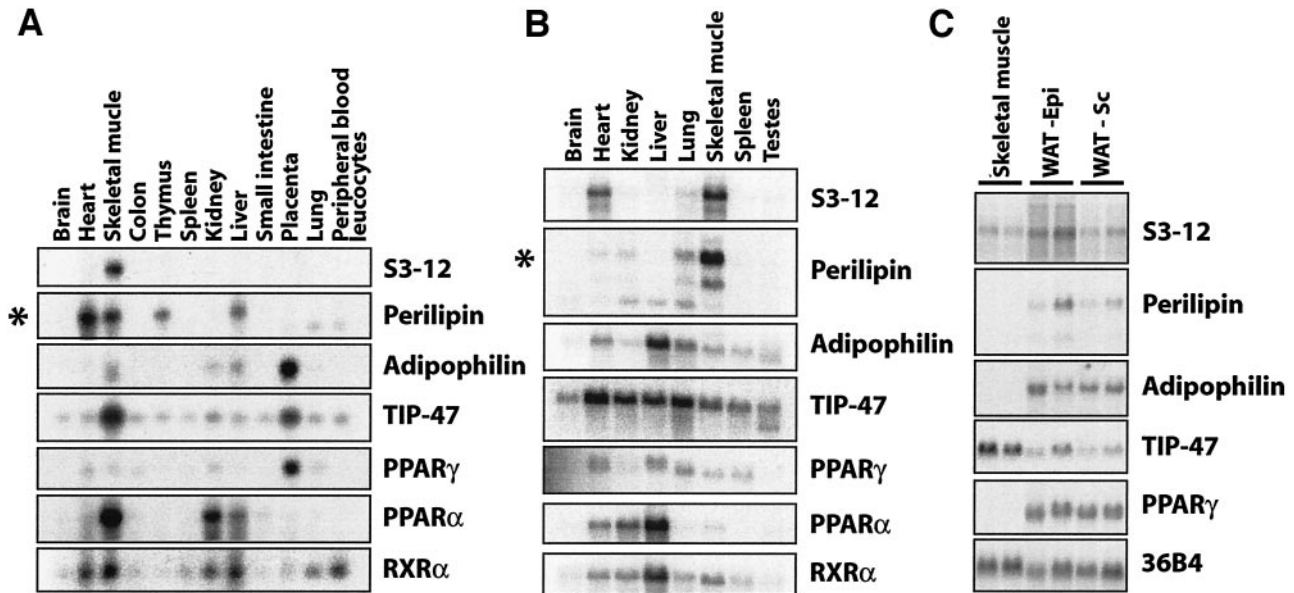 A
Brain
Heart
Skeletal mucle
Colon
Thymus
Spleen
Kidney
Liver
Small intestine
Placenta
Lung
Peripheral blood
leucocytes
S3-12
*
Perilipin
Adipophilin
TIP-47
PPARγ
PPARα
RXRα
B
Brain
Heart
Kidney
Liver
Lung
Skeletal mucle
Spleen
Testes
S3-12
*
Perilipin
Adipophilin
TIP-47
PPARγ
PPARα
RXRα
C
Skeletal muscle
WAT -Epi
WAT - Sc
S3-12
Perilipin
Adipophilin
TIP-47
PPARγ
36B4